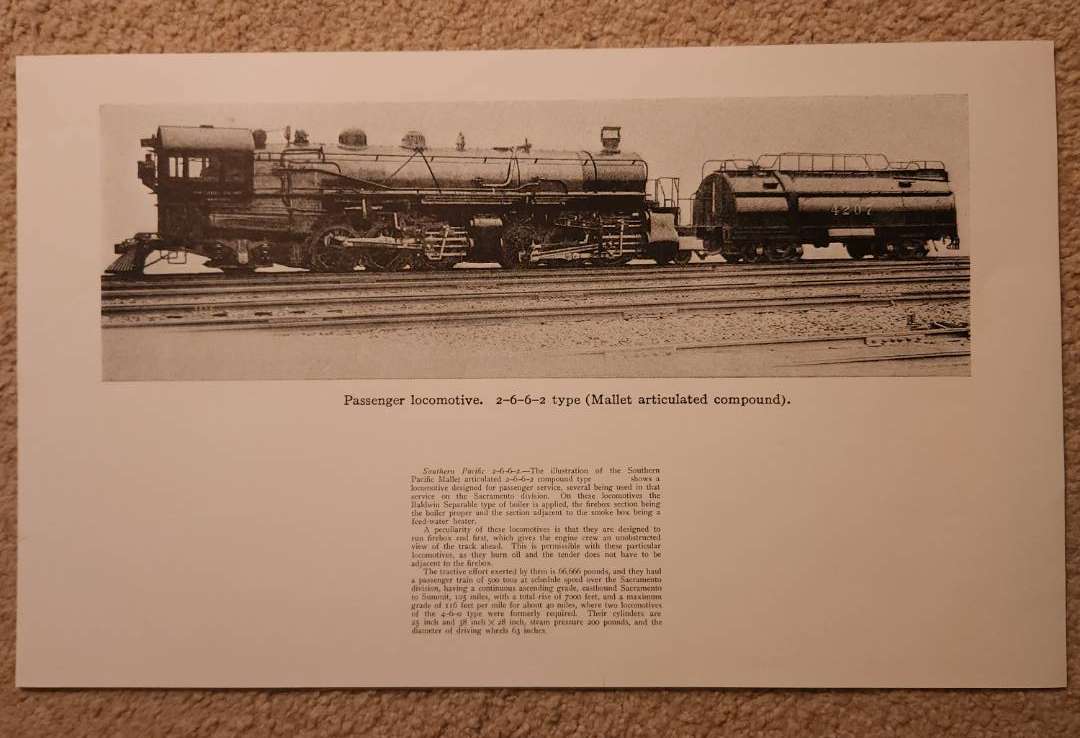 4207
Passenger locomotive. 2-6-6-2 type (Mallet articulated compound).
Southern Pacific 2-6-6-2.—The illustration of the Southern
Pacific Mallet articulated 2-6-6-2 compound type shows a
locomotive designed for passenger service, several being used in that
service on the Sacramento division. On these locomotives the
Baldwin Separable type of boiler is applied, the firebox section being
the boiler proper and the section adjacent to the smoke box being a
feed-water heater.
A peculiarity of these locomotives is that they are designed to
run firebox end first, which gives the engine crew an unobstructed
view of the track ahead. This is permissible with these particular
locomotives, as they burn oil and the tender does not have to be
adjacent to the firebox.
The tractive effort exerted by them is 66,666 pounds, and they haul
a passenger train of 500 tons at schedule speed over the Sacramento
division, having a continuous ascending grade, eastbound Sacramento
to Summit, 105 miles, with a total rise of 7000 feet, and a maximum
grade of 116 feet per mile for about 40 miles, where two locomotives
of the 4-6-0 type were formerly required. Their cylinders are
25 inch and 38 inch × 28 inch, steam pressure 200 pounds, and the
diameter of driving wheels 63 inches.